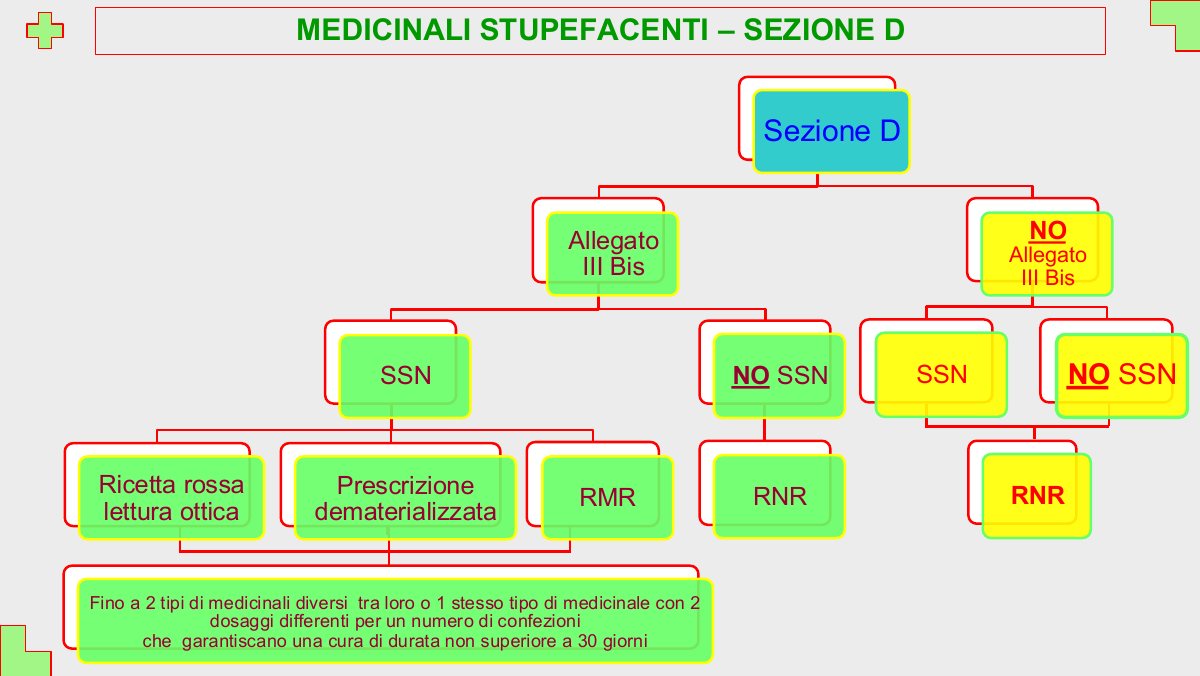 MEDICINALI STUPEFACENTI – SEZIONE D
Sezione D
Allegato
III Bis
NO
Allegato
III Bis
SSN
NO SSN
SSN
NO SSN
Ricetta rossa
lettura ottica
Prescrizione
dematerializzata
RMR
RNR
RNR
Fino a 2 tipi di medicinali diversi tra loro o 1 stesso tipo di medicinale con 2
dosaggi differenti per un numero di confezioni
che garantiscano una cura di durata non superiore a 30 giorni